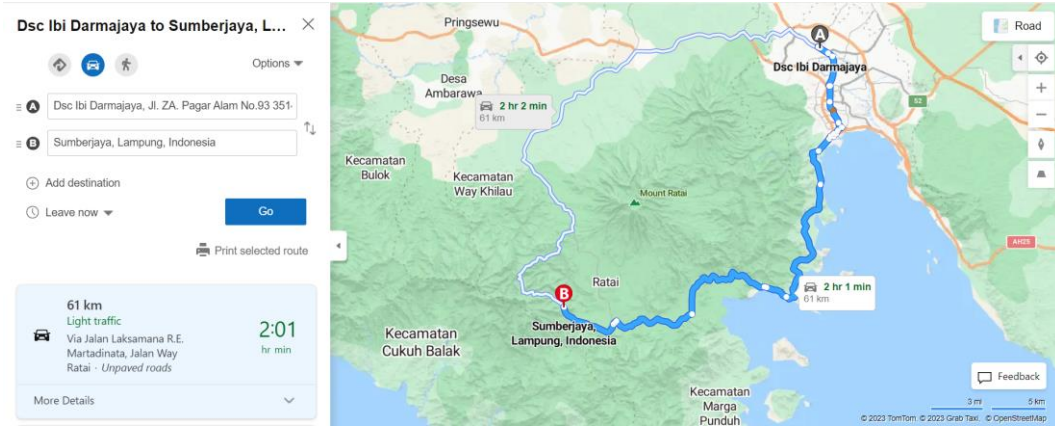 Dsc Ibi Darmajaya to Sumberjaya, L...
Options
A
Dsc Ibi Darmajaya, Jl. ZA. Pagar Alam No.93 351-
B
Sumberjaya, Lampung, Indonesia
Add destination
Leave now
Go
Print selected route
61 km
Light traffic
Via Jalan Laksamana R.E.
Martadinata, Jalan Way
Ratai - Unpaved roads
2:01
hr min
More Details
Pringsewu
A
Dsc Ibi Darmajaya
Road
Desa
Ambarawa
2 hr 2 min
61 km
52
Kecamatan
Bulok
Kecamatan
Way Khilau
Mount Ratai
AH25
Ratai
B
2 hr 1 min
61 km
Sumberjaya,
Lampung, Indonesia
Kecamatan
Cukuh Balak
Kecamatan
Marga
Punduh
Feedback
3 mi
5 km
© 2023 TomTom, © 2023 Grab Taxi, © OpenStreetMap